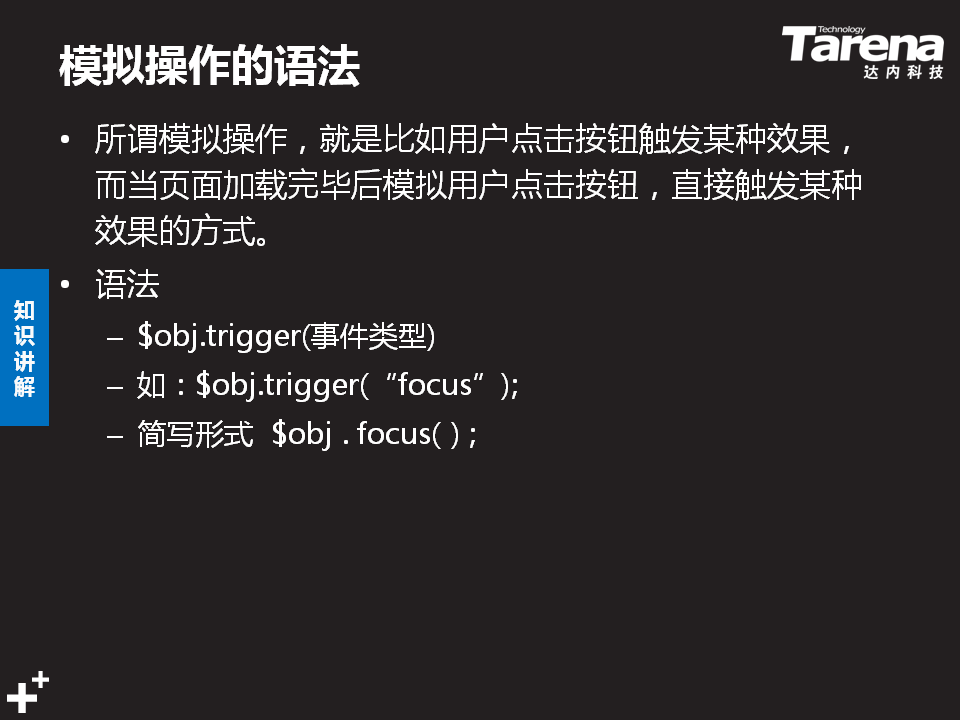 模拟操作的语法
Technology
Tarena
达内科技
• 所谓模拟操作，就是比如用户点击按钮触发某种效果，
而当页面加载完毕后模拟用户点击按钮，直接触发某种
效果的方式。
• 语法
– $obj.trigger(事件类型)
– 如：$obj.trigger(“focus”);
– 简写形式 $obj . focus( ) ;
知识讲解